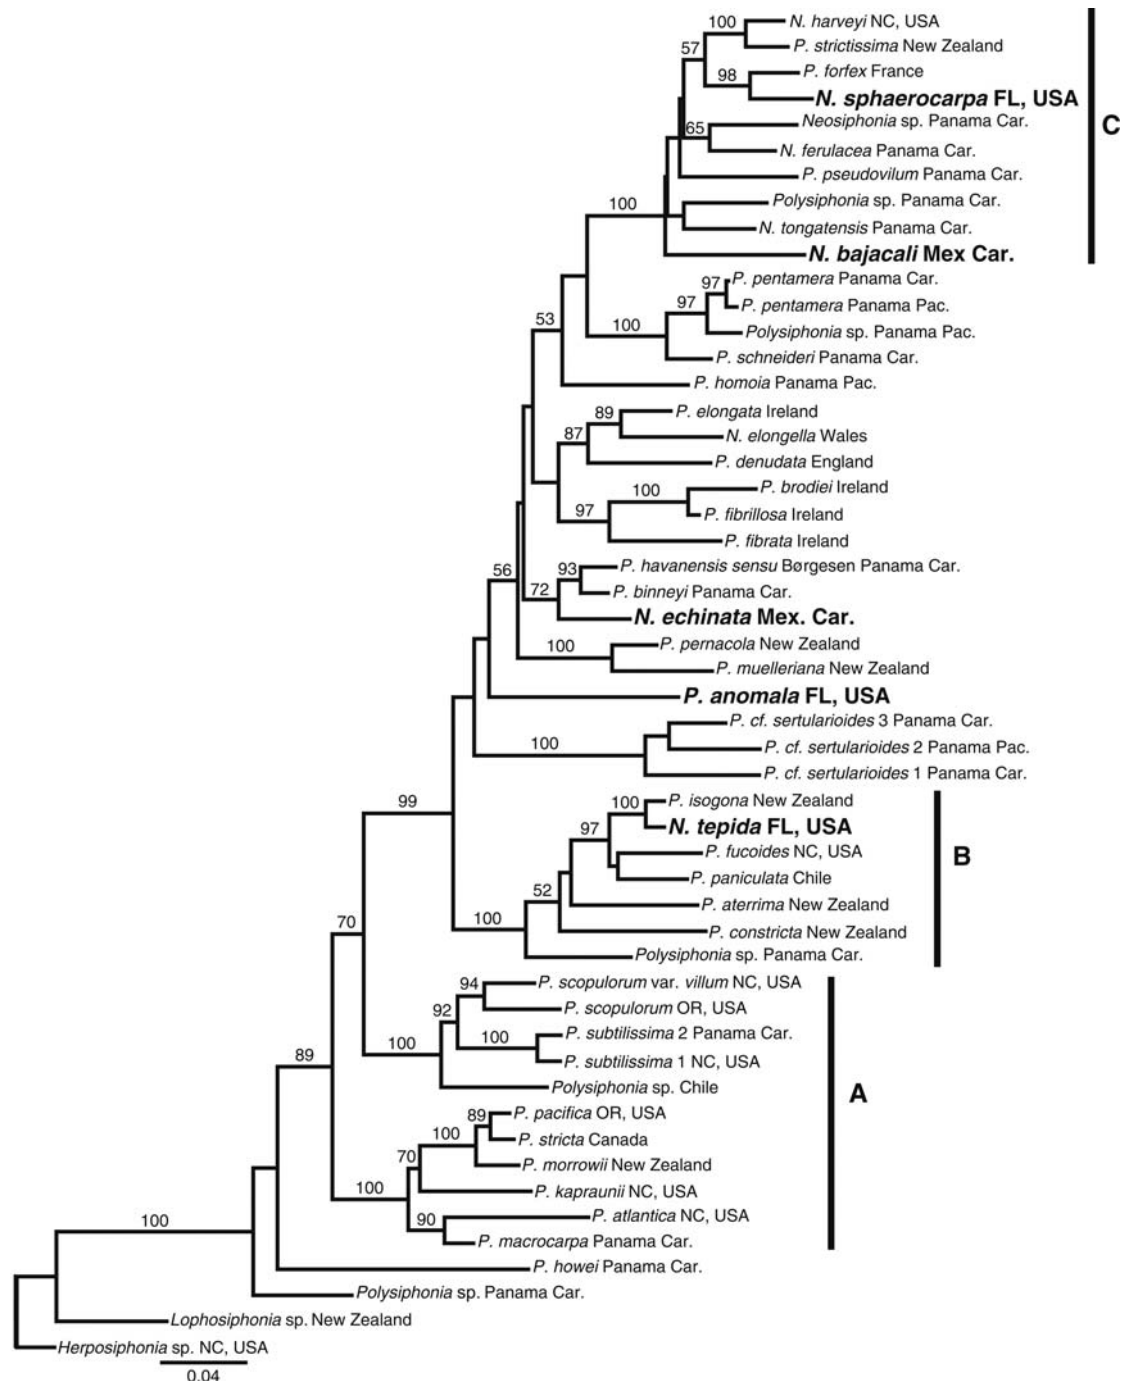 100
N. harveyi NC, USA
57
P. strictissima New Zealand
98
P. forfex France
N. sphaerocarpa FL, USA
65
Neosiphonia sp. Panama Car.
C
N. ferulacea Panama Car.
P. pseudovilum Panama Car.
100
Polysiphonia sp. Panama Car.
N. tongatensis Panama Car.
N. bajacali Mex Car.
97
P. pentamera Panama Car.
97
P. pentamera Panama Pac.
100
Polysiphonia sp. Panama Pac.
P. schneideri Panama Car.
53
P. homoia Panama Pac.
89
P. elongata Ireland
87
N. elongella Wales
P. denudata England
100
P. brodiei Ireland
97
P. fibrillosa Ireland
P. fibrata Ireland
56
93
P. havanensis sensu Børgesen Panama Car.
72
P. binneyi Panama Car.
N. echinata Mex. Car.
100
P. pernacola New Zealand
P. muelleriana New Zealand
P. anomala FL, USA
100
P. cf. sertularioides 3 Panama Car.
P. cf. sertularioides 2 Panama Pac.
P. cf. sertularioides 1 Panama Car.
99
100
P. isogona New Zealand
97
N. tepida FL, USA
P. fucoides NC, USA
B
P. paniculata Chile
52
P. aterrima New Zealand
100
P. constricta New Zealand
Polysiphonia sp. Panama Car.
70
94
P. scopulorum var. villum NC, USA
92
P. scopulorum OR, USA
100
P. subtilissima 2 Panama Car.
100
P. subtilissima 1 NC, USA
89
Polysiphonia sp. Chile
A
89
P. pacifica OR, USA
100
P. stricta Canada
70
P. morrowii New Zealand
100
P. kapraunii NC, USA
90
P. atlantica NC, USA
100
P. macrocarpa Panama Car.
P. howei Panama Car.
Polysiphonia sp. Panama Car.
Lophosiphonia sp. New Zealand
Herposiphonia sp. NC, USA
0.04